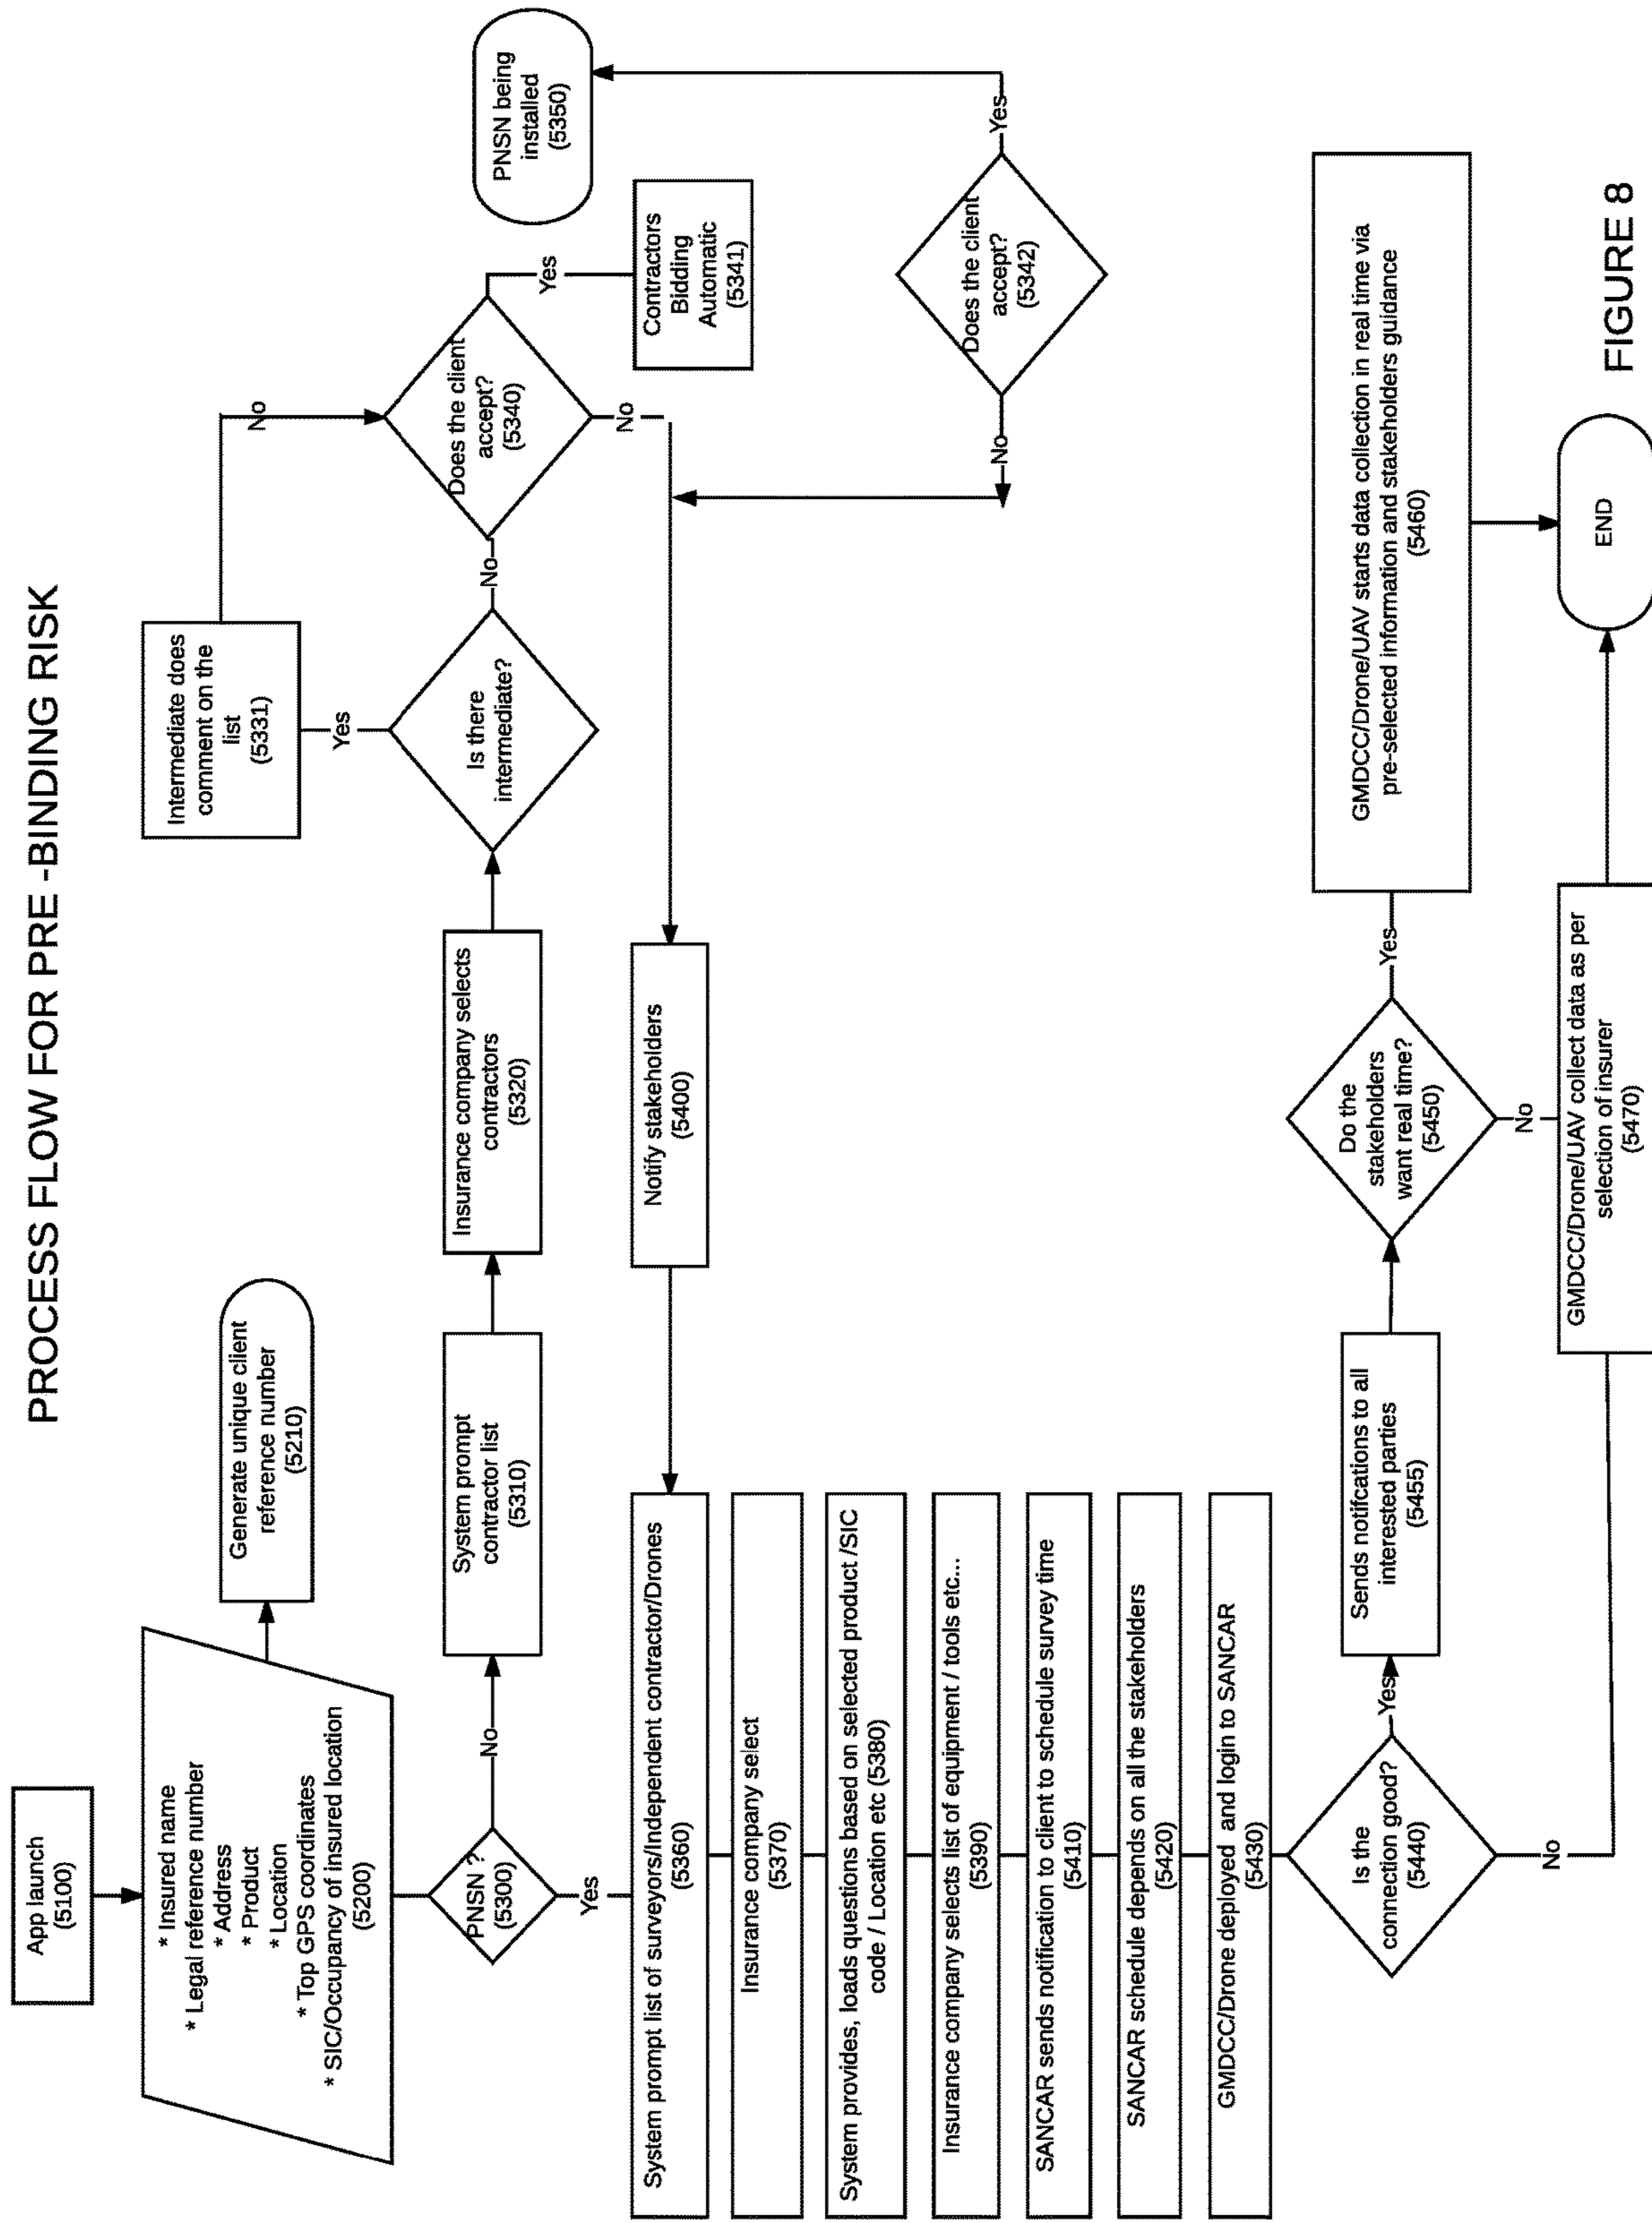 PROCESS FLOW FOR PRE -BINDING RISK
App launch
(5100)
* Insured name
* Legal reference number
* Address
* Product
* Location
* Top GPS coordinates
* SIC/Occupancy of insured location
(5200)
Generate unique client
reference number
(5210)
PNSN ?
(5300)
No
Yes
System prompt
contractor list
(5310)
Insurance company selects
contractors
(5320)
Is there
intermediate?
Yes
No
Intermediate does
comment on the
list
(5331)
No
Does the client
accept?
(5340)
Yes
No
Contractors
Bidding
Automatic
(5341)
PNSN being
installed
(5350)
Does the client
accept?
(5342)
Yes
No
Notify stakeholders
(5400)
System prompt list of surveyors/Independent contractor/Drones
(5360)
Insurance company select
(5370)
System provides, loads questions based on selected product /SIC
code / Location etc (5380)
Insurance company selects list of equipment / tools etc...
(5390)
SANCAR sends notification to client to schedule survey time
(5410)
SANCAR schedule depends on all the stakeholders
(5420)
GMDCC/Drone deployed  and login to SANCAR
(5430)
Is the
connection good?
(5440)
Yes
No
Sends notifcations to all
interested parties
(5455)
Do the
stakeholders
want real time?
(5450)
Yes
No
GMDCC/Drone/UAV starts data collection in real time via
pre-selected information and stakeholders guidance
(5460)
GMDCC/Drone/UAV collect data as per
selection of insurer
(5470)
END
FIGURE 8